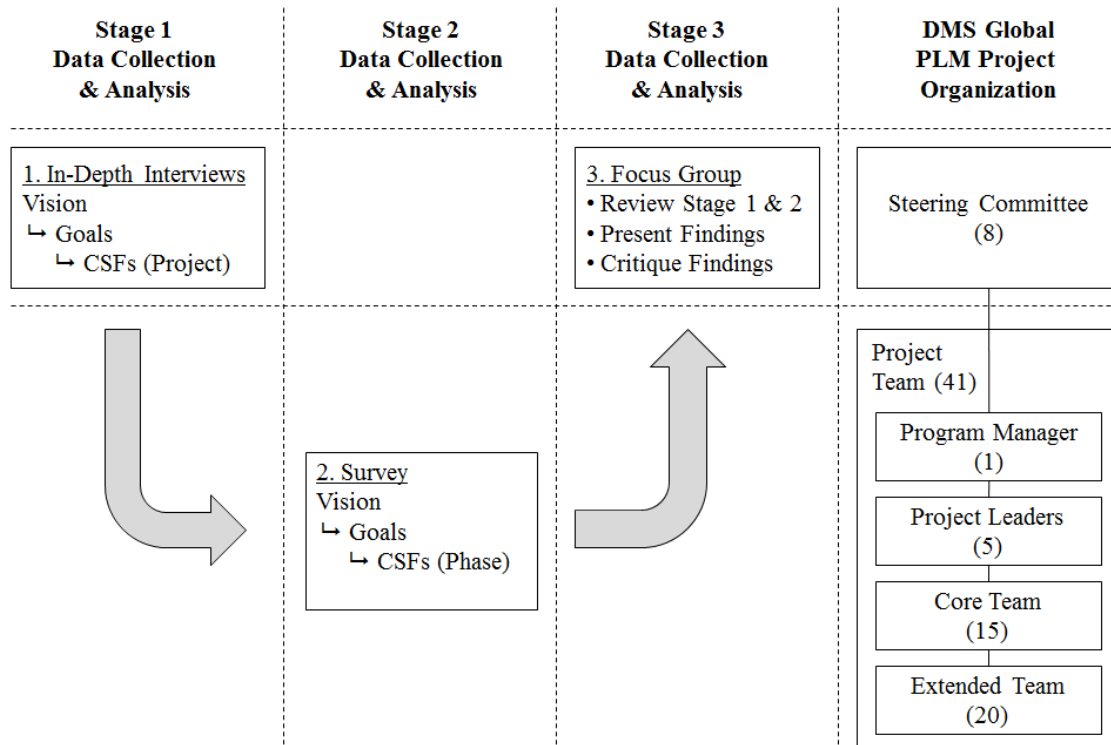 Stage 1
Data Collection
& Analysis
Stage 2
Data Collection
& Analysis
Stage 3
Data Collection
& Analysis
DMS Global
PLM Project
Organization
1. In-Depth Interviews
Vision
↳ Goals
↳ CSFs (Project)
3. Focus Group
• Review Stage 1 & 2
• Present Findings
• Critique Findings
Steering Committee
(8)
2. Survey
Vision
↳ Goals
↳ CSFs (Phase)
Project
Team (41)
Program Manager
(1)
Project Leaders
(5)
Core Team
(15)
Extended Team
(20)